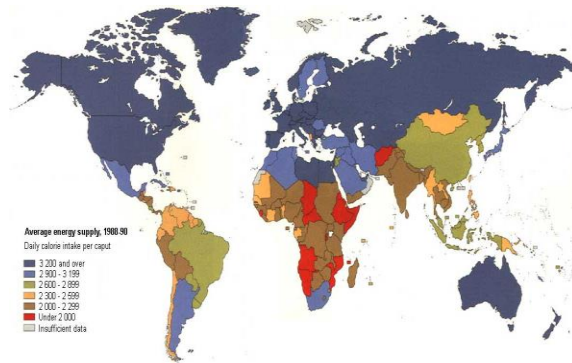 Average energy supply, 1988-90
Daily calorie intake per caput
3 200 and over
2 900 - 3 199
2 600 - 2 899
2 300 - 2 599
2 000 - 2 299
Under 2 000
Insufficient data